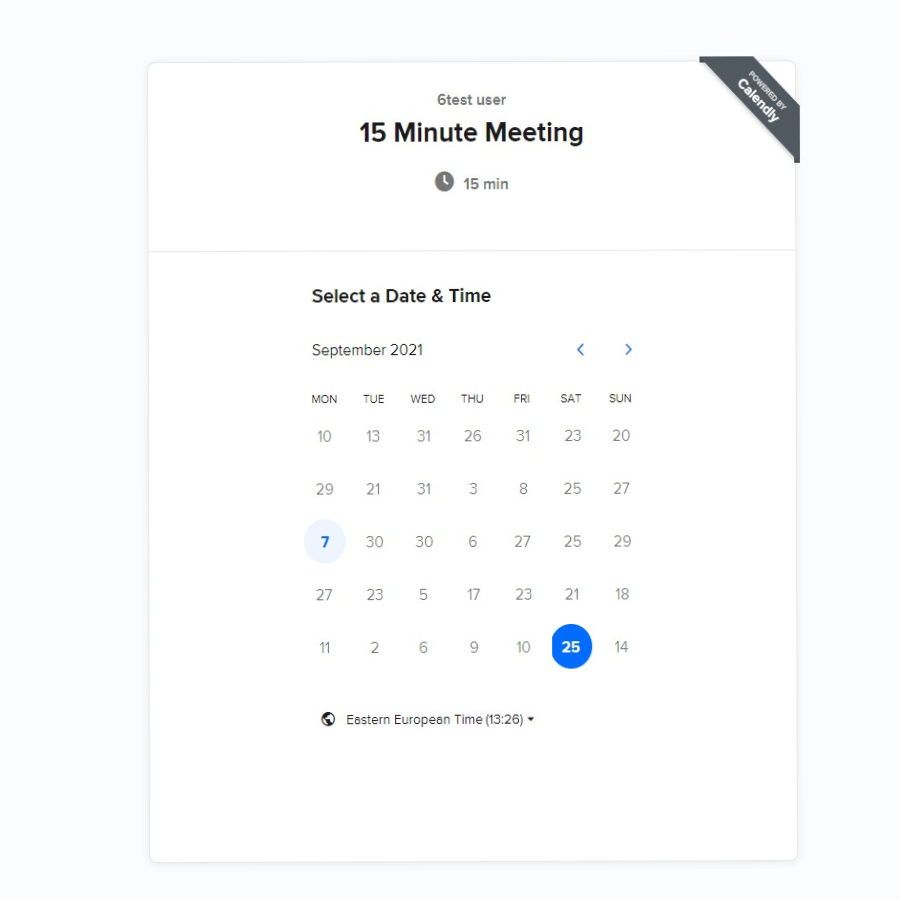 POWERED BY
Calendly
6test user
15 Minute Meeting
15 min
Select a Date & Time
September 2021
MON TUE WED THU FRI SAT SUN
10 13 31 26 31 23 20
29 21 31 3 8 25 27
7 30 30 6 27 25 29
27 23 5 17 23 21 18
11 2 6 9 10 25 14
Eastern European Time (13:26)